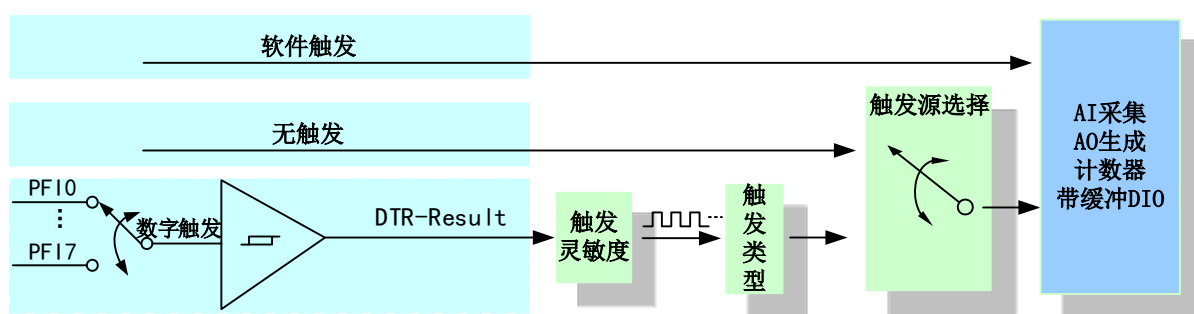 软件触发
无触发
触发源选择
AI采集
AO生成
计数器
带缓冲DIO
PFI0
⋮
PFI7
数字触发
DTR-Result
触发
灵敏度
···
触
发
类
型